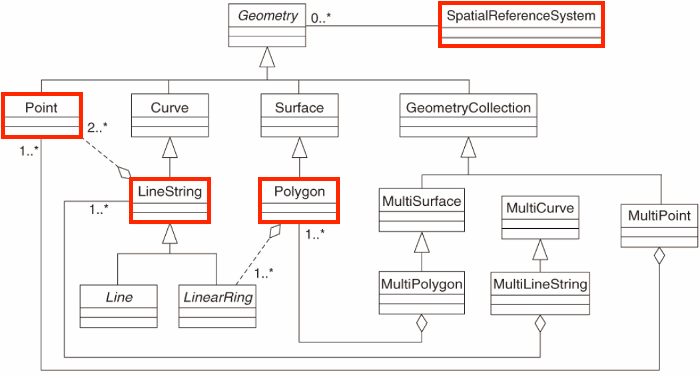 Geometry
0..*
SpatialReferenceSystem
Point
Curve
Surface
GeometryCollection
2..*
1..*
LineString
Polygon
MultiSurface
MultiCurve
MultiPoint
1..*
1..*
1..*
Line
LinearRing
MultiPolygon
MultiLineString